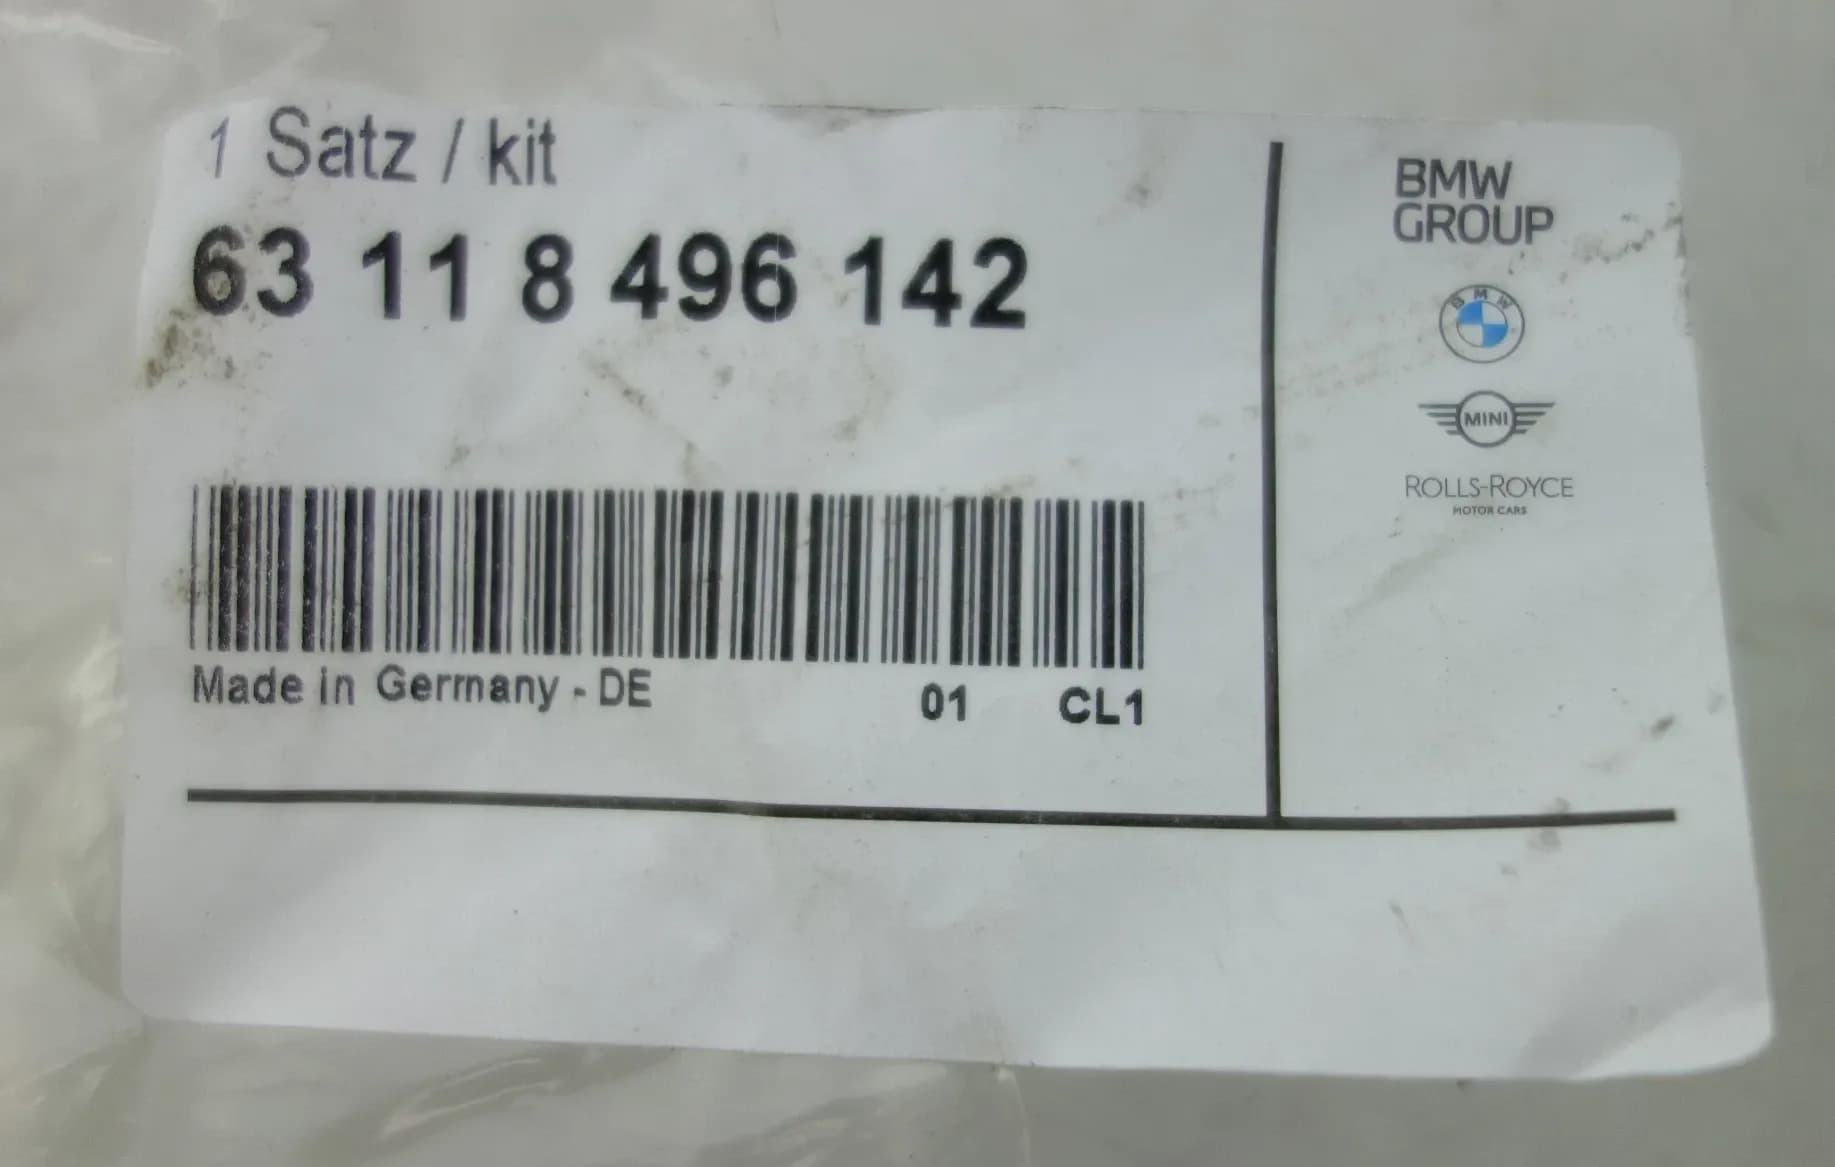 1 Satz / kit
63 11 8 496 142
Made in Germany - DE 01 CL1
BMW
GROUP
BMW
MINI
ROLLS-ROYCE
MOTOR CARS